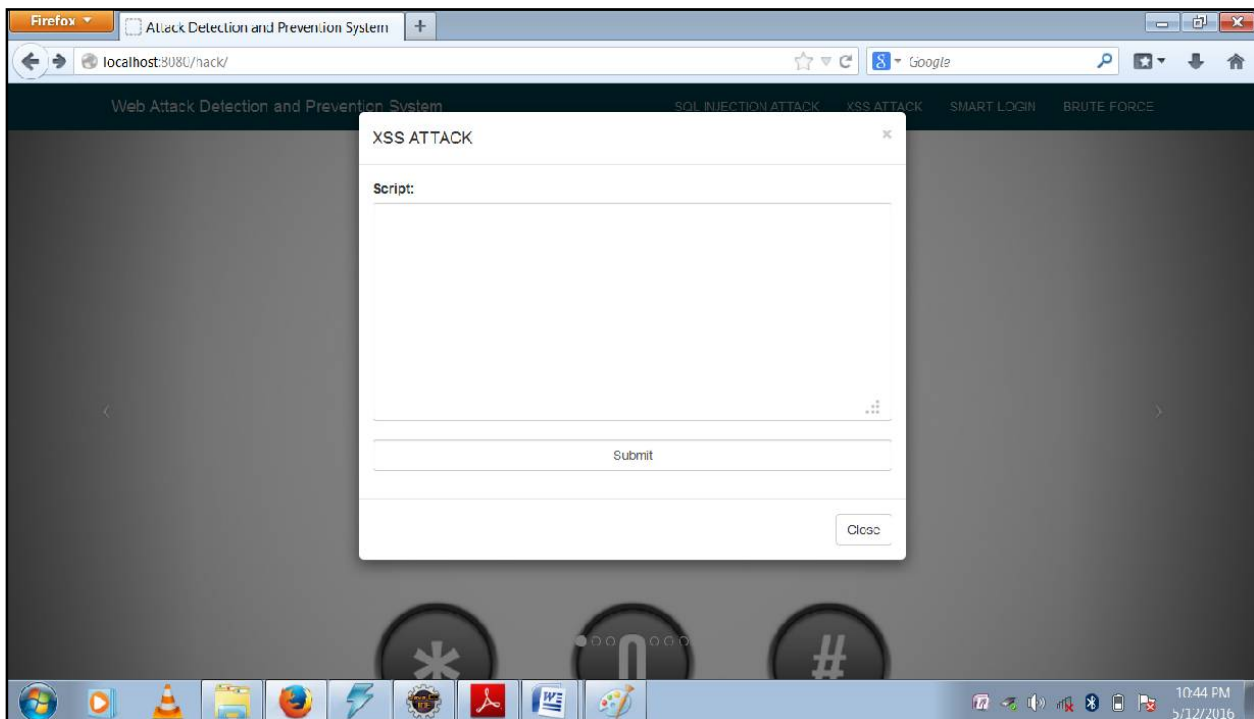 Firefox
Attack Detection and Prevention System
localhost:8080/hack/
Google
Web Attack Detection and Prevention System
SQL INJECTION ATTACK XSS ATTACK SMART LOGIN BRUTE FORCE
XSS ATTACK
Script:
Submit
Close
* 0 #
10:44 PM
5/12/2016